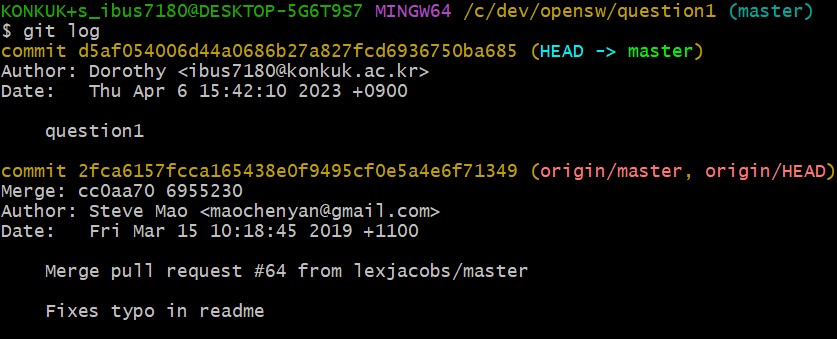 KONKUK+s_ibus7180@DESKTOP-5G6T9S7 MINGW64 /c/dev/opensw/question1 (master)
$ git log
commit d5af054006d44a0686b27a827fcd6936750ba685 (HEAD -> master)
Author: Dorothy <ibus7180@konkuk.ac.kr>
Date:   Thu Apr 6 15:42:10 2023 +0900
    question1
commit 2fca6157fcca165438e0f9495cf0e5a4e6f71349 (origin/master, origin/HEAD)
Merge: cc0aa70 6955230
Author: Steve Mao <maochenyan@gmail.com>
Date:   Fri Mar 15 10:18:45 2019 +1100
    Merge pull request #64 from lexjacobs/master
    Fixes typo in readme